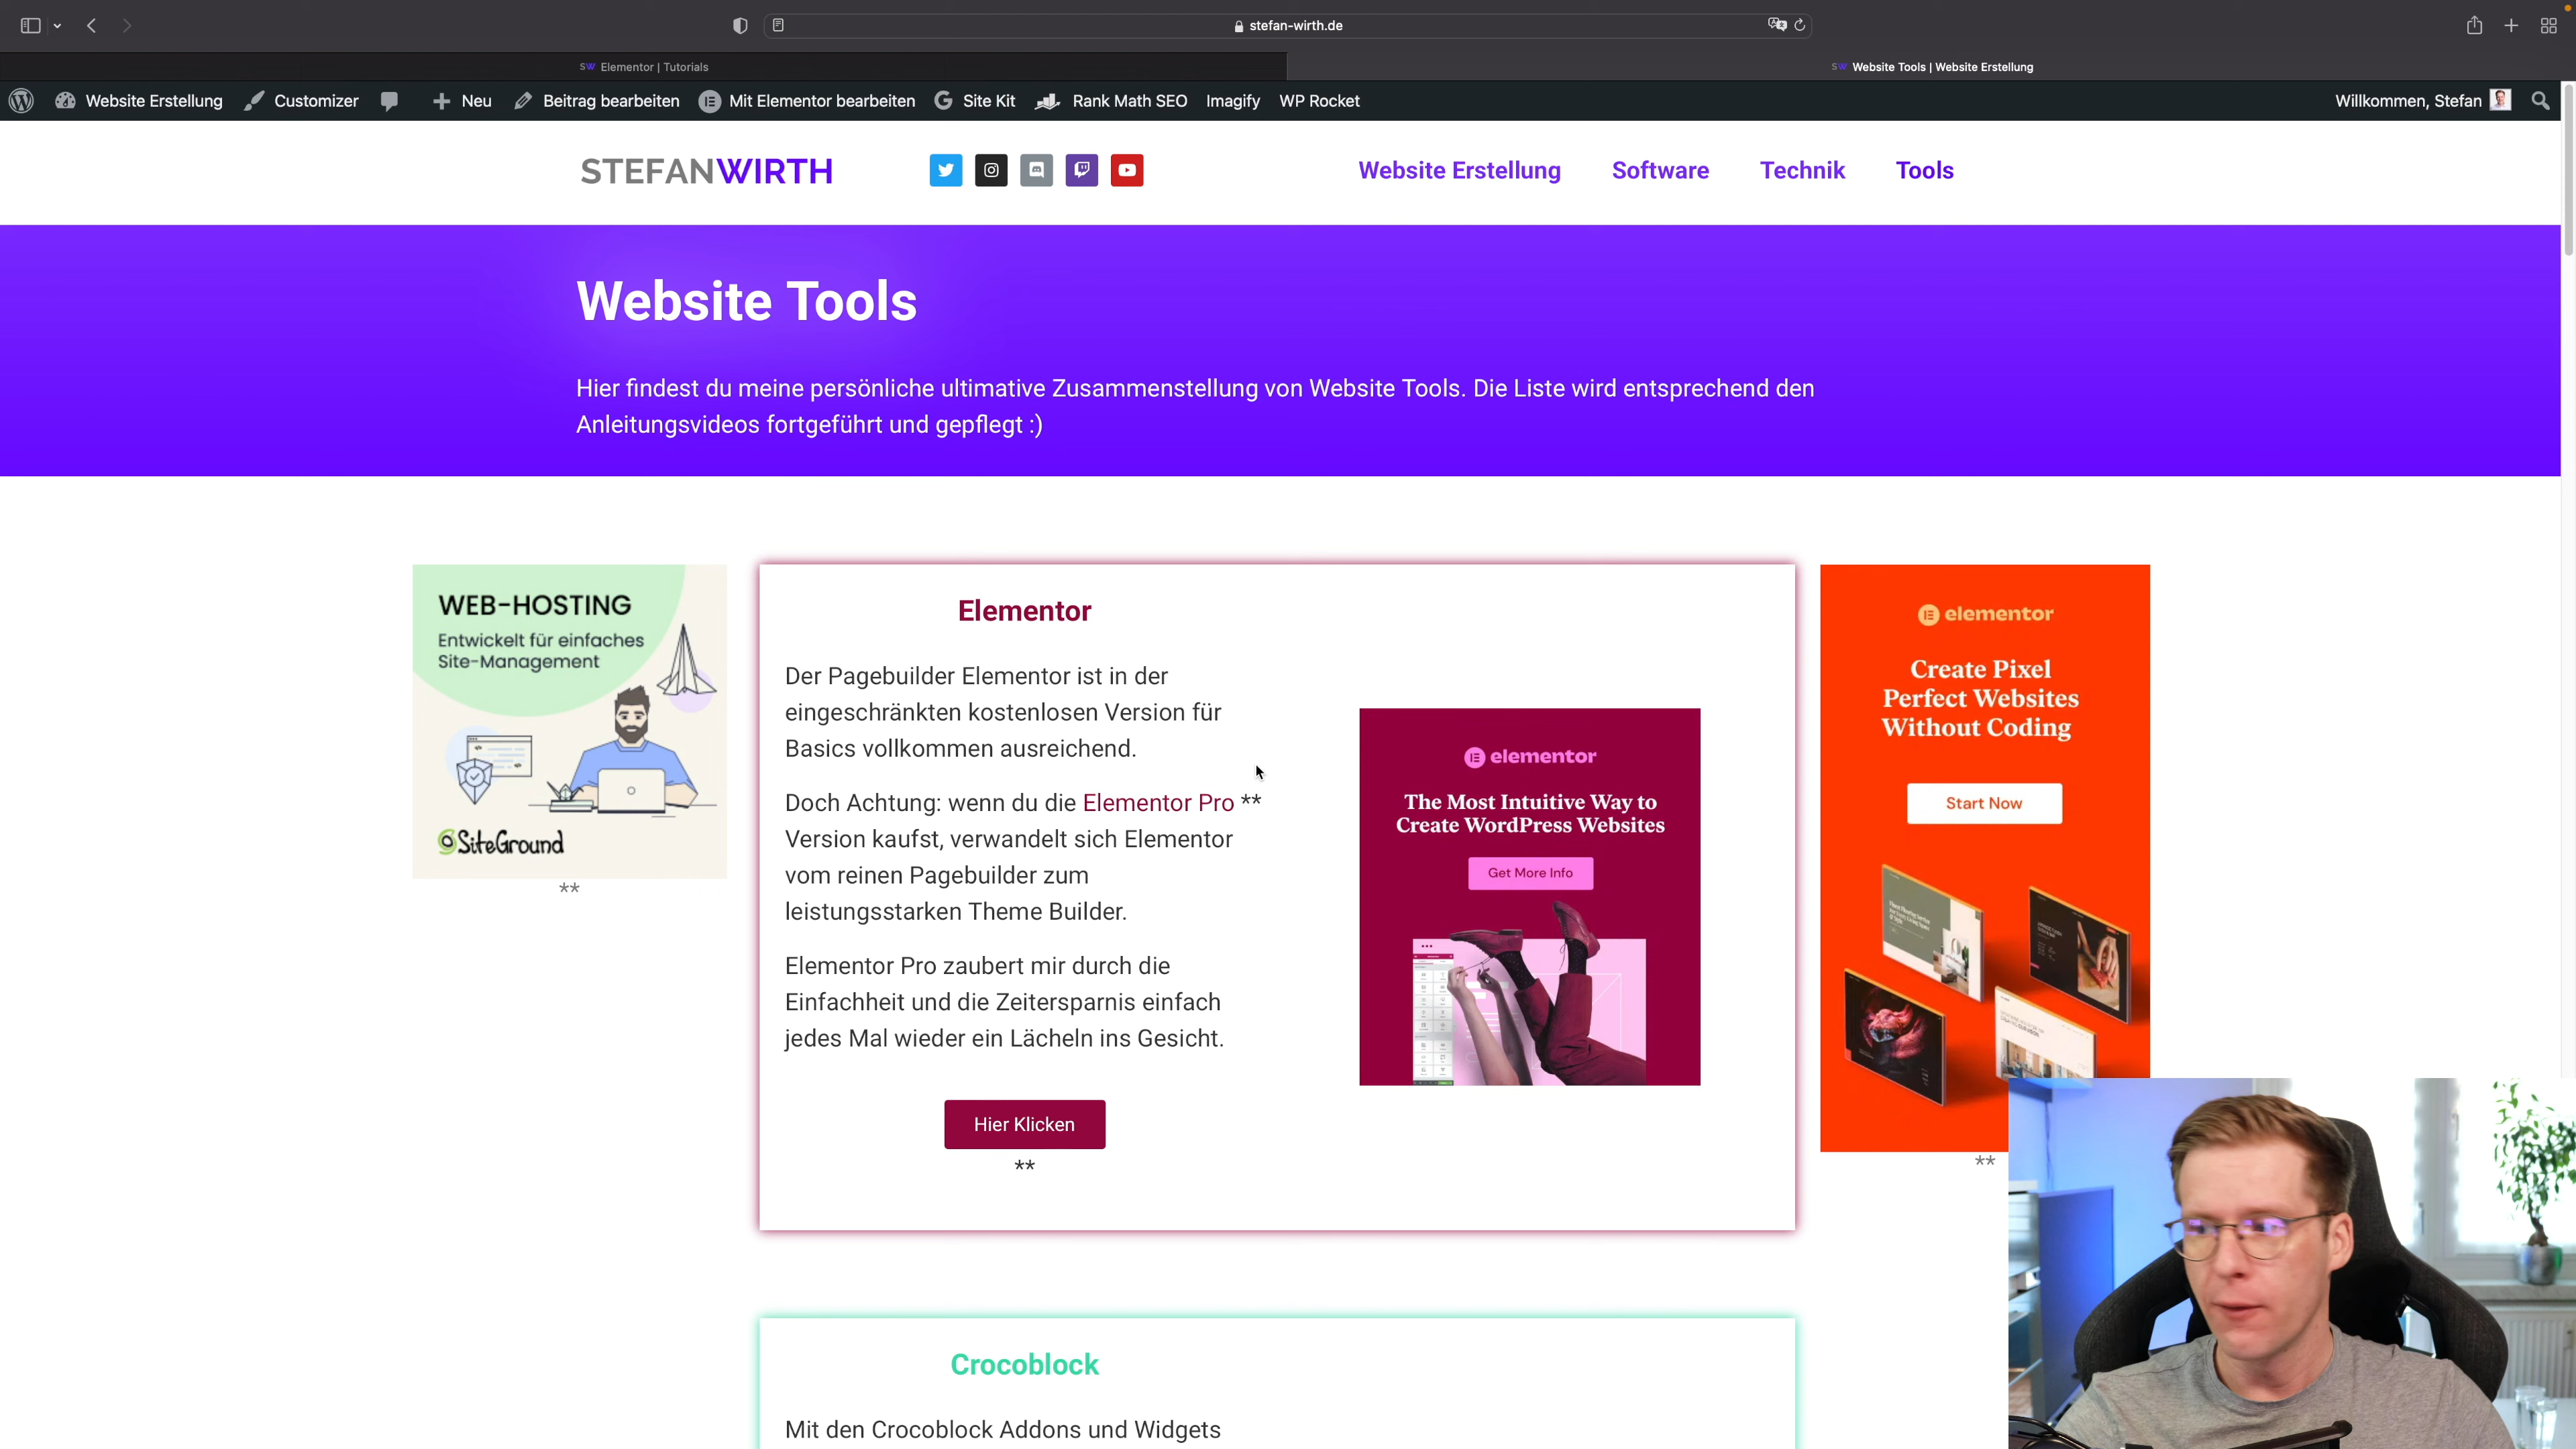 stefan-wirth.de
SW Elementor | Tutorials
SW Website Tools | Website Erstellung
Website Erstellung Customizer Neu Beitrag bearbeiten Mit Elementor bearbeiten Site Kit Rank Math SEO Imagify WP Rocket Willkommen, Stefan
STEFANWIRTH
Website Erstellung Software Technik Tools
Website Tools
Hier findest du meine persönliche ultimative Zusammenstellung von Website Tools. Die Liste wird entsprechend den
Anleitungsvideos fortgeführt und gepflegt :)
WEB-HOSTING
Entwickelt für einfaches
Site-Management
SiteGround
**
Elementor
Der Pagebuilder Elementor ist in der
eingeschränkten kostenlosen Version für
Basics vollkommen ausreichend.
Doch Achtung: wenn du die Elementor Pro **
Version kaufst, verwandelt sich Elementor
vom reinen Pagebuilder zum
leistungsstarken Theme Builder.
Elementor Pro zaubert mir durch die
Einfachheit und die Zeitersparnis einfach
jedes Mal wieder ein Lächeln ins Gesicht.
Hier Klicken
**
elementor
The Most Intuitive Way to
Create WordPress Websites
Get More Info
elementor
Create Pixel
Perfect Websites
Without Coding
Start Now
**
Crocoblock
Mit den Crocoblock Addons und Widgets